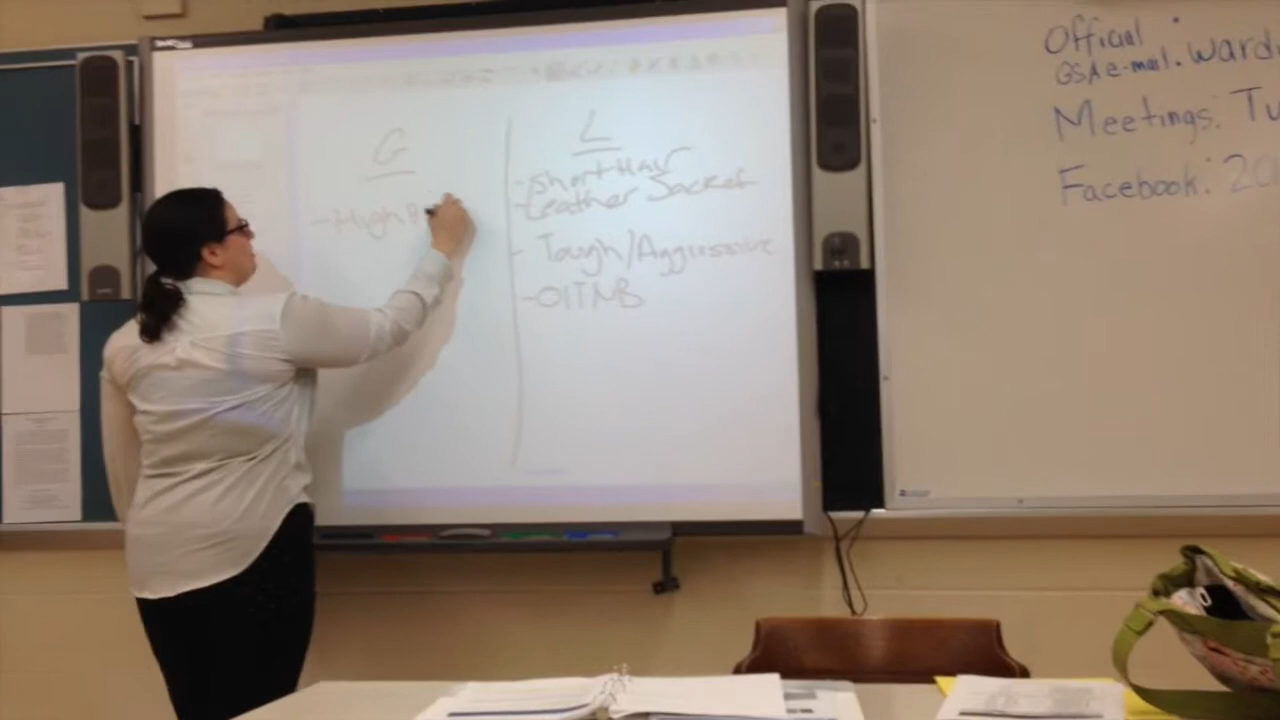 G
- High
L
- Short Hair
- Leather Jacket
- Tough/Aggressive
- OITNB
Official
GSA e-mail. ward
Meetings: Tu
Facebook: 20